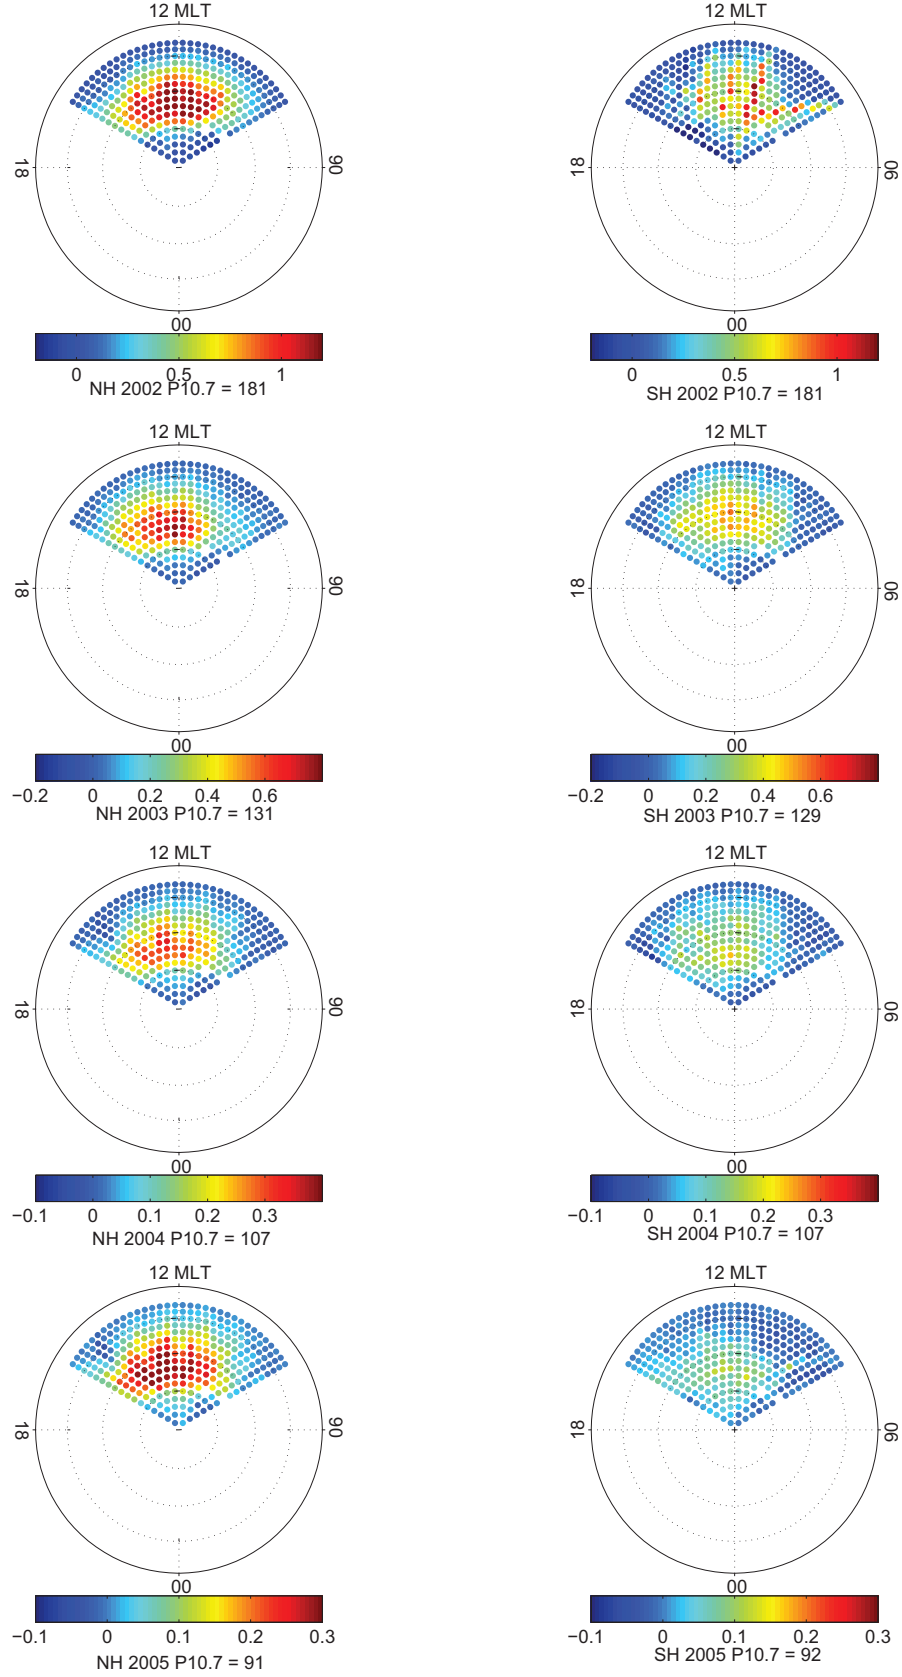 12 MLT
12 MLT
18
06
18
06
00
00
0 0.5 1
0 0.5 1
NH 2002 P10.7 = 181
SH 2002 P10.7 = 181
12 MLT
12 MLT
18
06
18
06
00
00
−0.2 0 0.2 0.4 0.6
−0.2 0 0.2 0.4 0.6
NH 2003 P10.7 = 131
SH 2003 P10.7 = 129
12 MLT
12 MLT
18
06
18
06
00
00
−0.1 0 0.1 0.2 0.3
−0.1 0 0.1 0.2 0.3
NH 2004 P10.7 = 107
SH 2004 P10.7 = 107
12 MLT
12 MLT
18
06
18
06
00
00
−0.1 0 0.1 0.2 0.3
−0.1 0 0.1 0.2 0.3
NH 2005 P10.7 = 91
SH 2005 P10.7 = 92